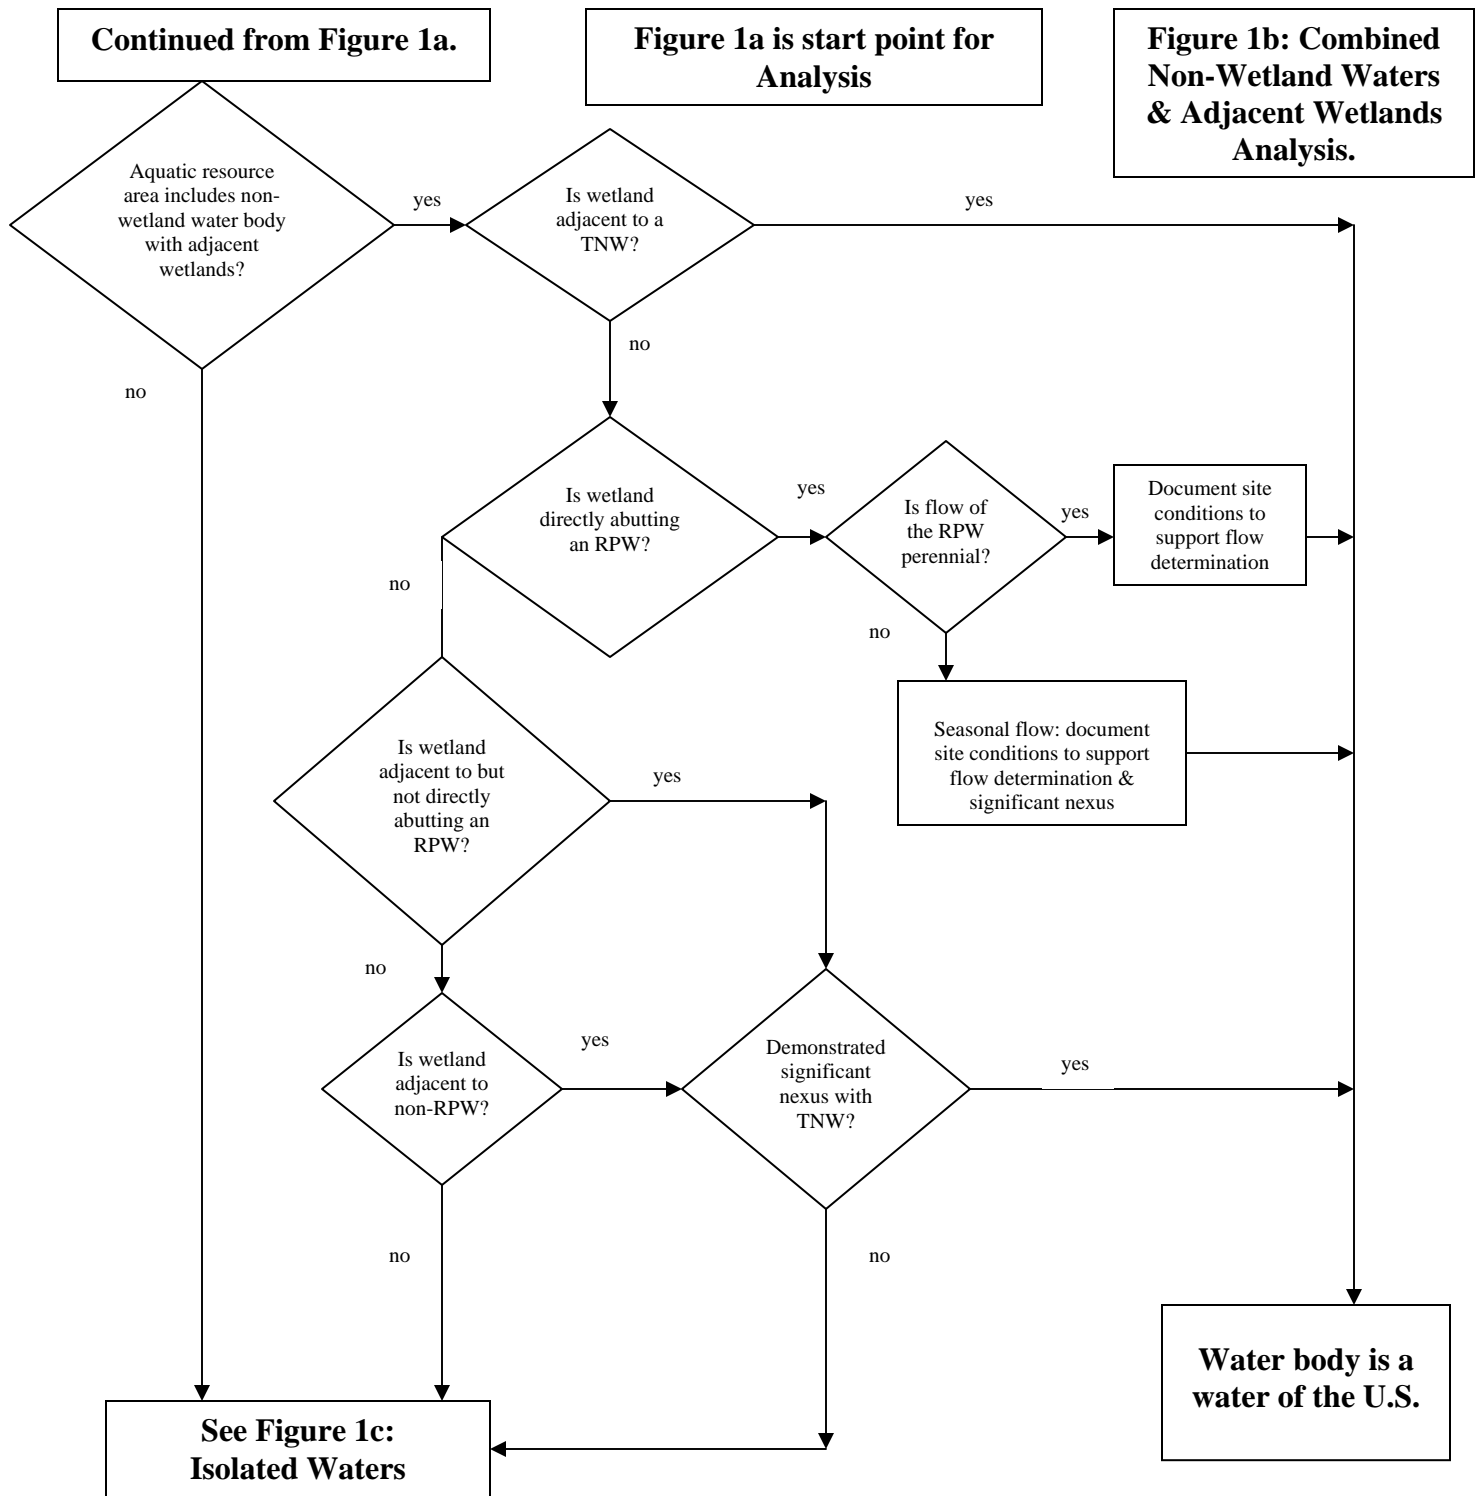 Continued from Figure 1a.
Figure 1a is start point for
Analysis
Figure 1b: Combined
Non-Wetland Waters
& Adjacent Wetlands
Analysis.
Aquatic resource
area includes non-
wetland water body
with adjacent
wetlands?
yes
Is wetland
adjacent to a
TNW?
yes
no
no
Is wetland
directly abutting
an RPW?
yes
Is flow of
the RPW
perennial?
yes
Document site
conditions to
support flow
determination
no
no
Seasonal flow: document
site conditions to support
flow determination &
significant nexus
Is wetland
adjacent to but
not directly
abutting an
RPW?
yes
no
Is wetland
adjacent to
non-RPW?
yes
Demonstrated
significant
nexus with
TNW?
yes
no
no
Water body is a
water of the U.S.
See Figure 1c:
Isolated Waters